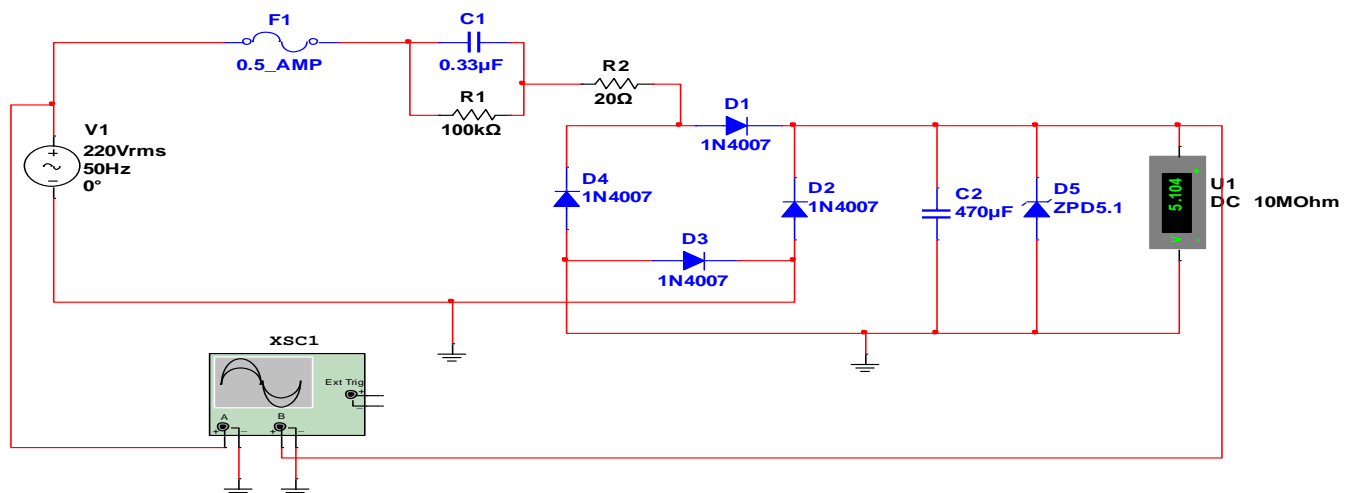 F1
0.5_AMP
C1
0.33µF
R1
100kΩ
R2
20Ω
D1
1N4007
V1
220Vrms
50Hz
0°
D4
1N4007
D2
1N4007
D3
1N4007
C2
470µF
D5
ZPD5.1
5.104
V
U1
DC 10MOhm
XSC1
Ext Trig
A
B